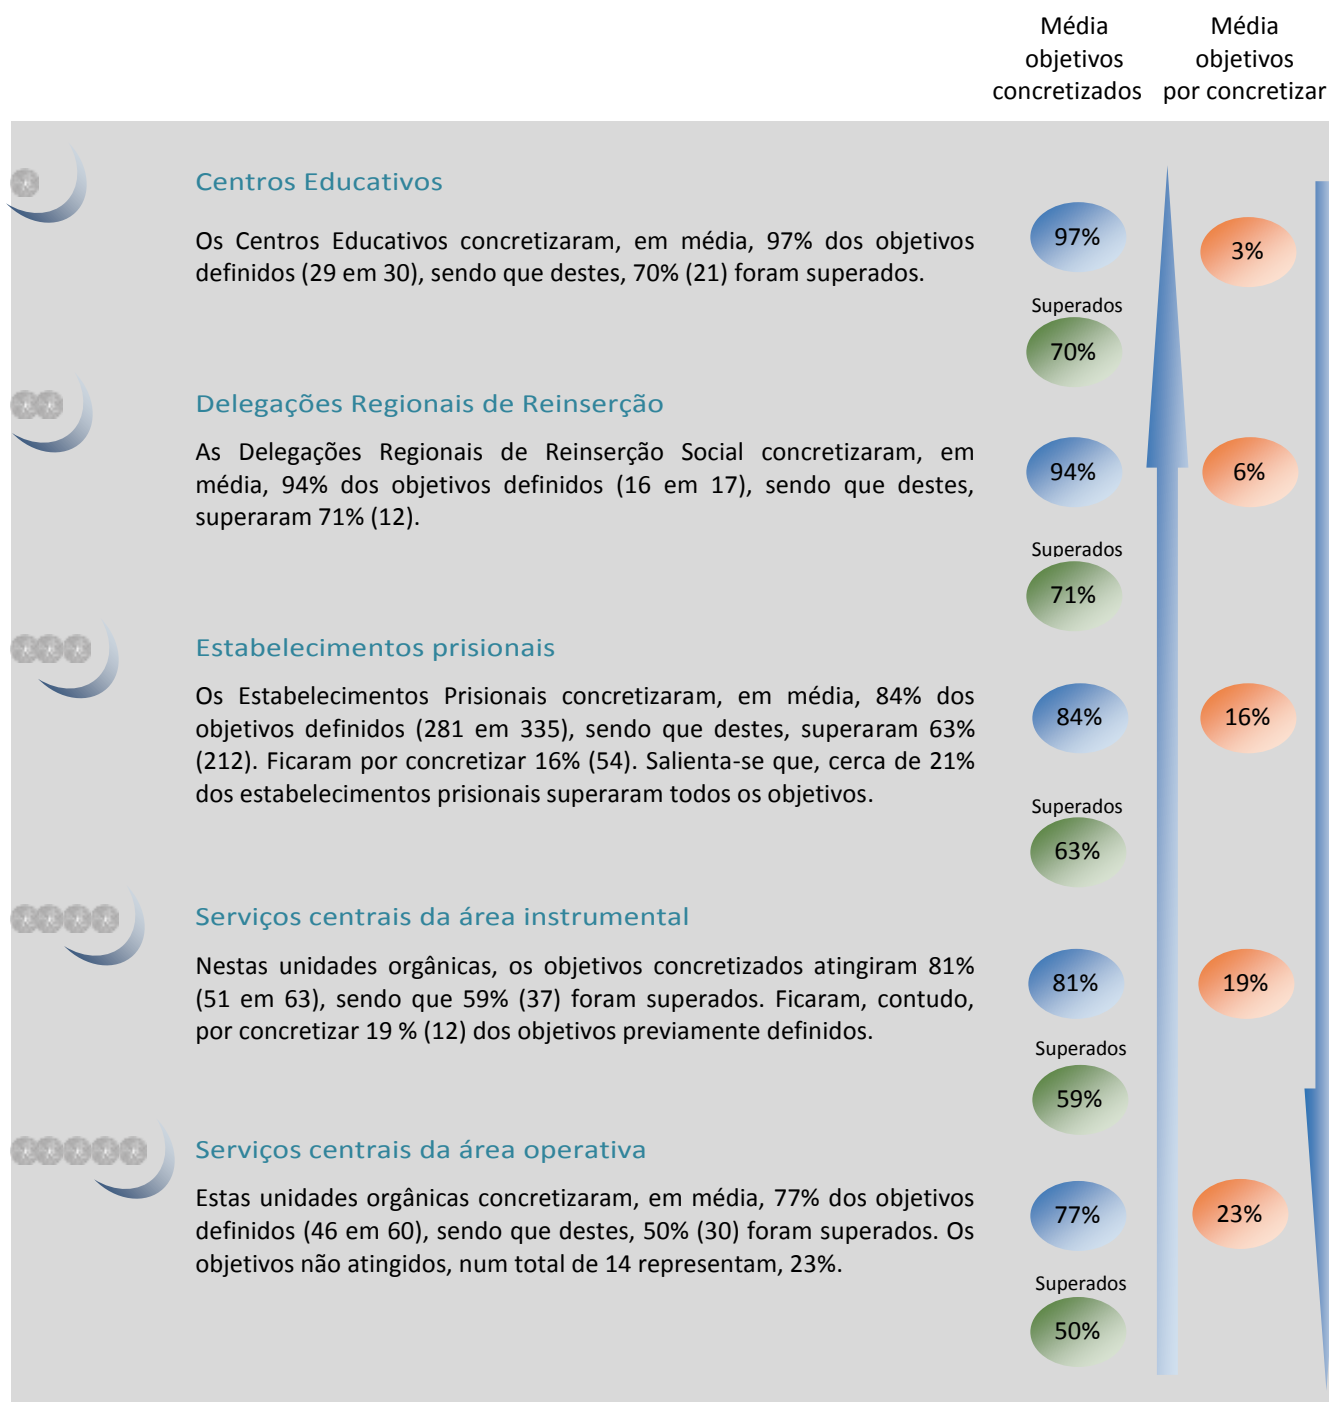 Média objetivos concretizados
Média objetivos por concretizar
Centros Educativos
Os Centros Educativos concretizaram, em média, 97% dos objetivos
definidos (29 em 30), sendo que destes, 70% (21) foram superados.
97%
3%
Superados
70%
Delegações Regionais de Reinserção
As Delegações Regionais de Reinserção Social concretizaram, em
média, 94% dos objetivos definidos (16 em 17), sendo que destes,
superaram 71% (12).
94%
6%
Superados
71%
Estabelecimentos prisionais
Os Estabelecimentos Prisionais concretizaram, em média, 84% dos
objetivos definidos (281 em 335), sendo que destes, superaram 63%
(212). Ficaram por concretizar 16% (54). Salienta-se que, cerca de 21%
dos estabelecimentos prisionais superaram todos os objetivos.
84%
16%
Superados
63%
Serviços centrais da área instrumental
Nestas unidades orgânicas, os objetivos concretizados atingiram 81%
(51 em 63), sendo que 59% (37) foram superados. Ficaram, contudo,
por concretizar 19 % (12) dos objetivos previamente definidos.
81%
19%
Superados
59%
Serviços centrais da área operativa
Estas unidades orgânicas concretizaram, em média, 77% dos objetivos
definidos (46 em 60), sendo que destes, 50% (30) foram superados. Os
objetivos não atingidos, num total de 14 representam, 23%.
77%
23%
Superados
50%